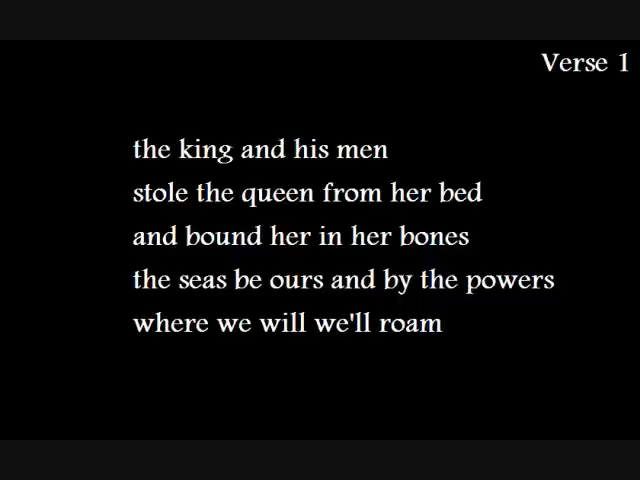 Verse 1
the king and his men
stole the queen from her bed
and bound her in her bones
the seas be ours and by the powers
where we will we'll roam